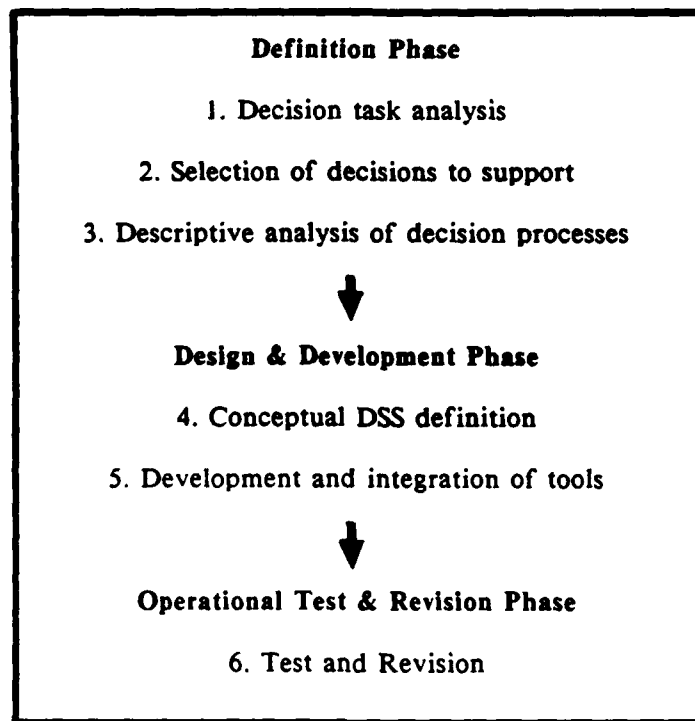 Definition Phase
1. Decision task analysis
2. Selection of decisions to support
3. Descriptive analysis of decision processes
Design & Development Phase
4. Conceptual DSS definition
5. Development and integration of tools
Operational Test & Revision Phase
6. Test and Revision